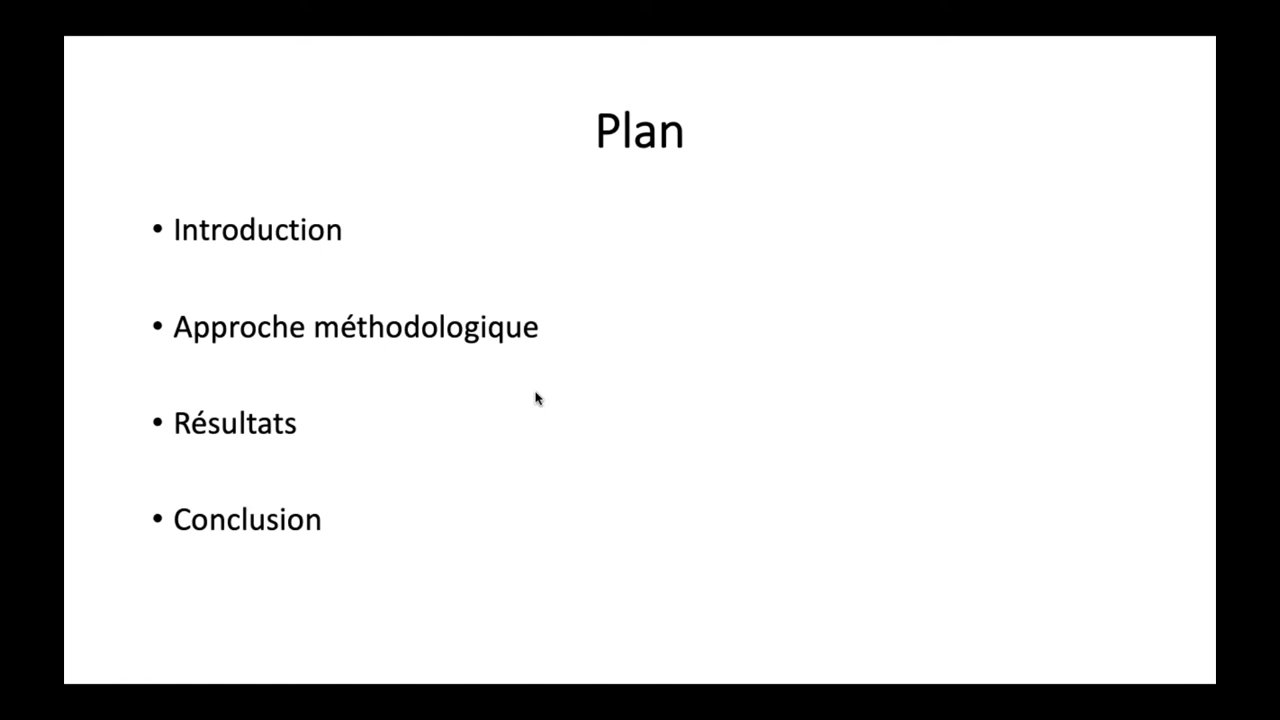 Plan
• Introduction
• Approche méthodologique
• Résultats
• Conclusion